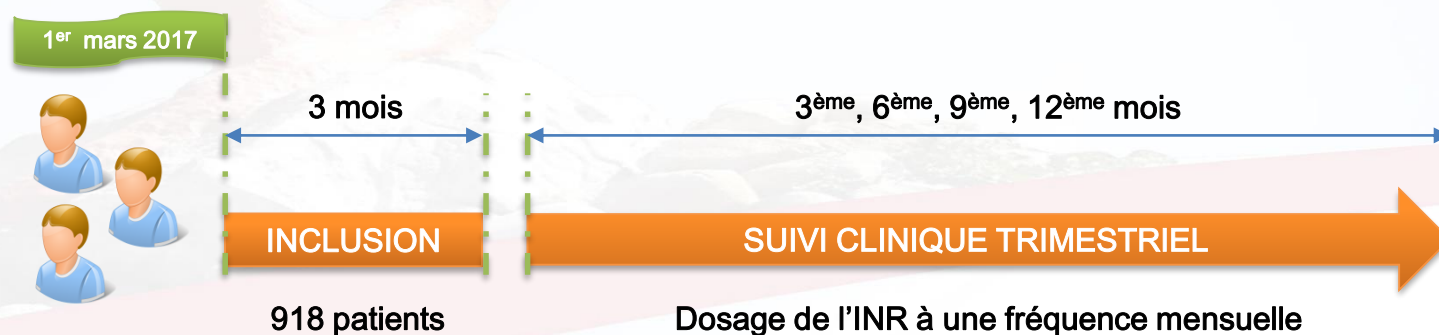 1er mars 2017
3 mois
3ème, 6ème, 9ème, 12ème mois
INCLUSION
SUIVI CLINIQUE TRIMESTRIEL
918 patients
Dosage de l’INR à une fréquence mensuelle